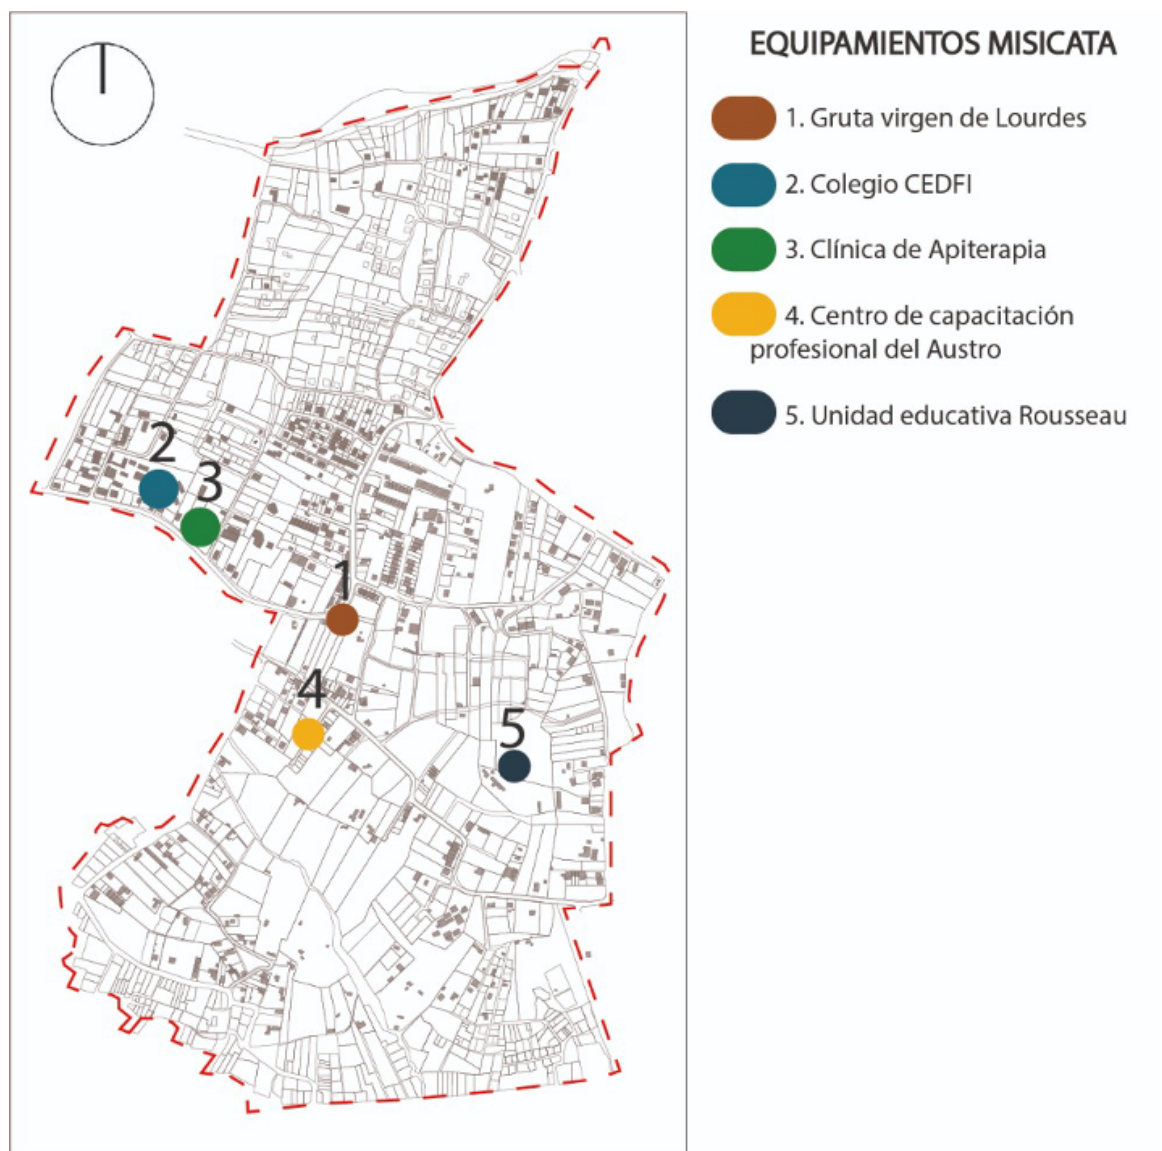 EQUIPAMIENTOS MISICATA
1. Gruta virgen de Lourdes
2. Colegio CEDFI
3. Clínica de Apiterapia
4. Centro de capacitación
profesional del Austro
5. Unidad educativa Rousseau
2
3
1
4
5